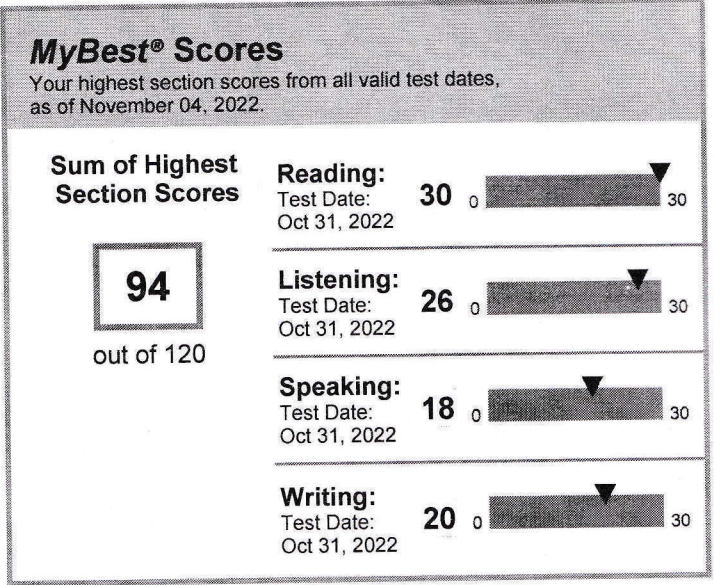 MyBest® Scores
Your highest section scores from all valid test dates,
as of November 04, 2022.
Sum of Highest
Section Scores
94
out of 120
Reading:
Test Date:
Oct 31, 2022
30
0
30
Listening:
Test Date:
Oct 31, 2022
26
0
30
Speaking:
Test Date:
Oct 31, 2022
18
0
30
Writing:
Test Date:
Oct 31, 2022
20
0
30